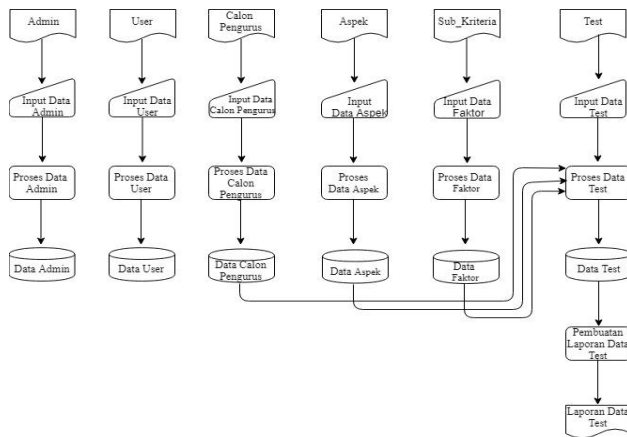 Admin
User
Calon
Pengurus
Aspek
Sub_Kriteria
Test
Input Data
Admin
Input Data
User
Input Data
Calon Pengurus
Input
Data Aspek
Input Data
Faktor
Input Data
Test
Proses Data
Admin
Proses Data
User
Proses Data
Calon
Pengurus
Proses
Data Aspek
Proses Data
Faktor
Proses Data
Test
Data Admin
Data User
Data Calon
Pengurus
Data Aspek
Data
Faktor
Data Test
Pembuatan
Laporan Data
Test
Laporan Data
Test